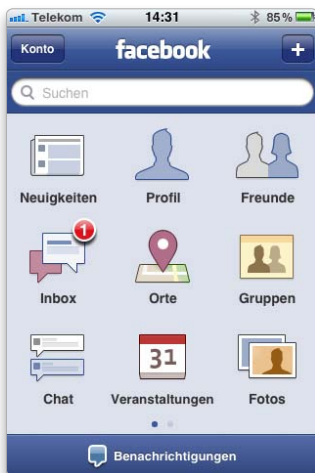 Telekom 14:31 85%
Konto facebook +
Suchen
Neuigkeiten Profil Freunde
1
Inbox Orte Gruppen
31
Chat Veranstaltungen Fotos
Benachrichtigungen